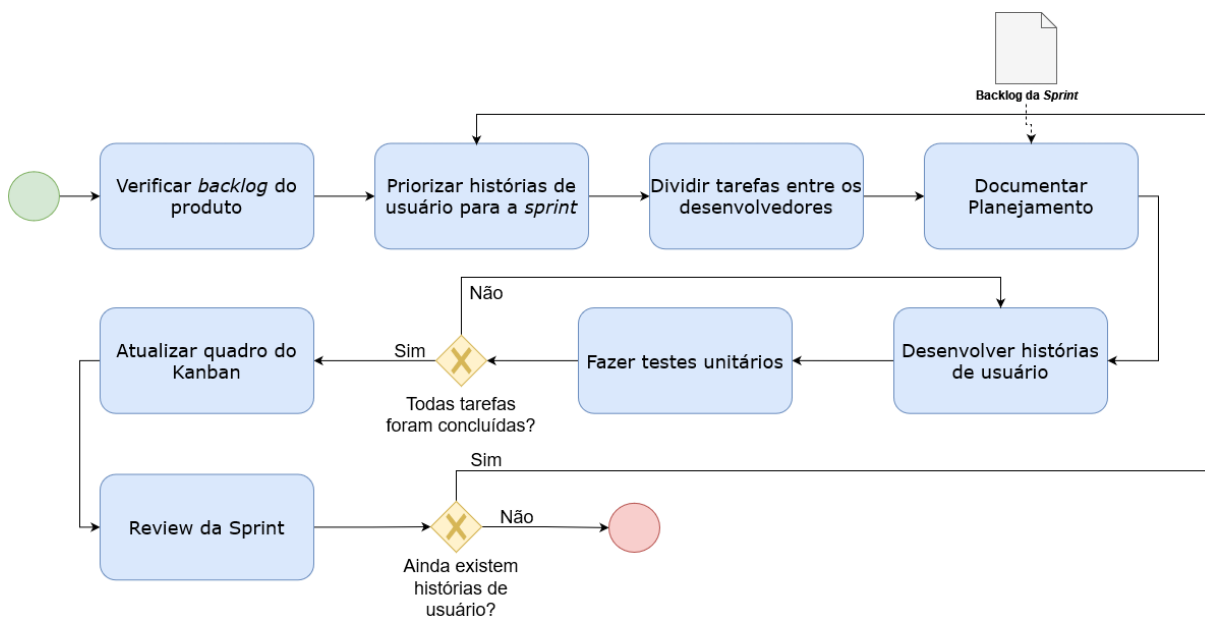 Backlog da Sprint
Verificar backlog do
produto
Priorizar histórias de
usuário para a sprint
Dividir tarefas entre os
desenvolvedores
Documentar
Planejamento
Não
Atualizar quadro do
Kanban
Sim
Todas tarefas
foram concluídas?
Fazer testes unitários
Desenvolver histórias
de usuário
Sim
Review da Sprint
Não
Ainda existem
histórias de
usuário?